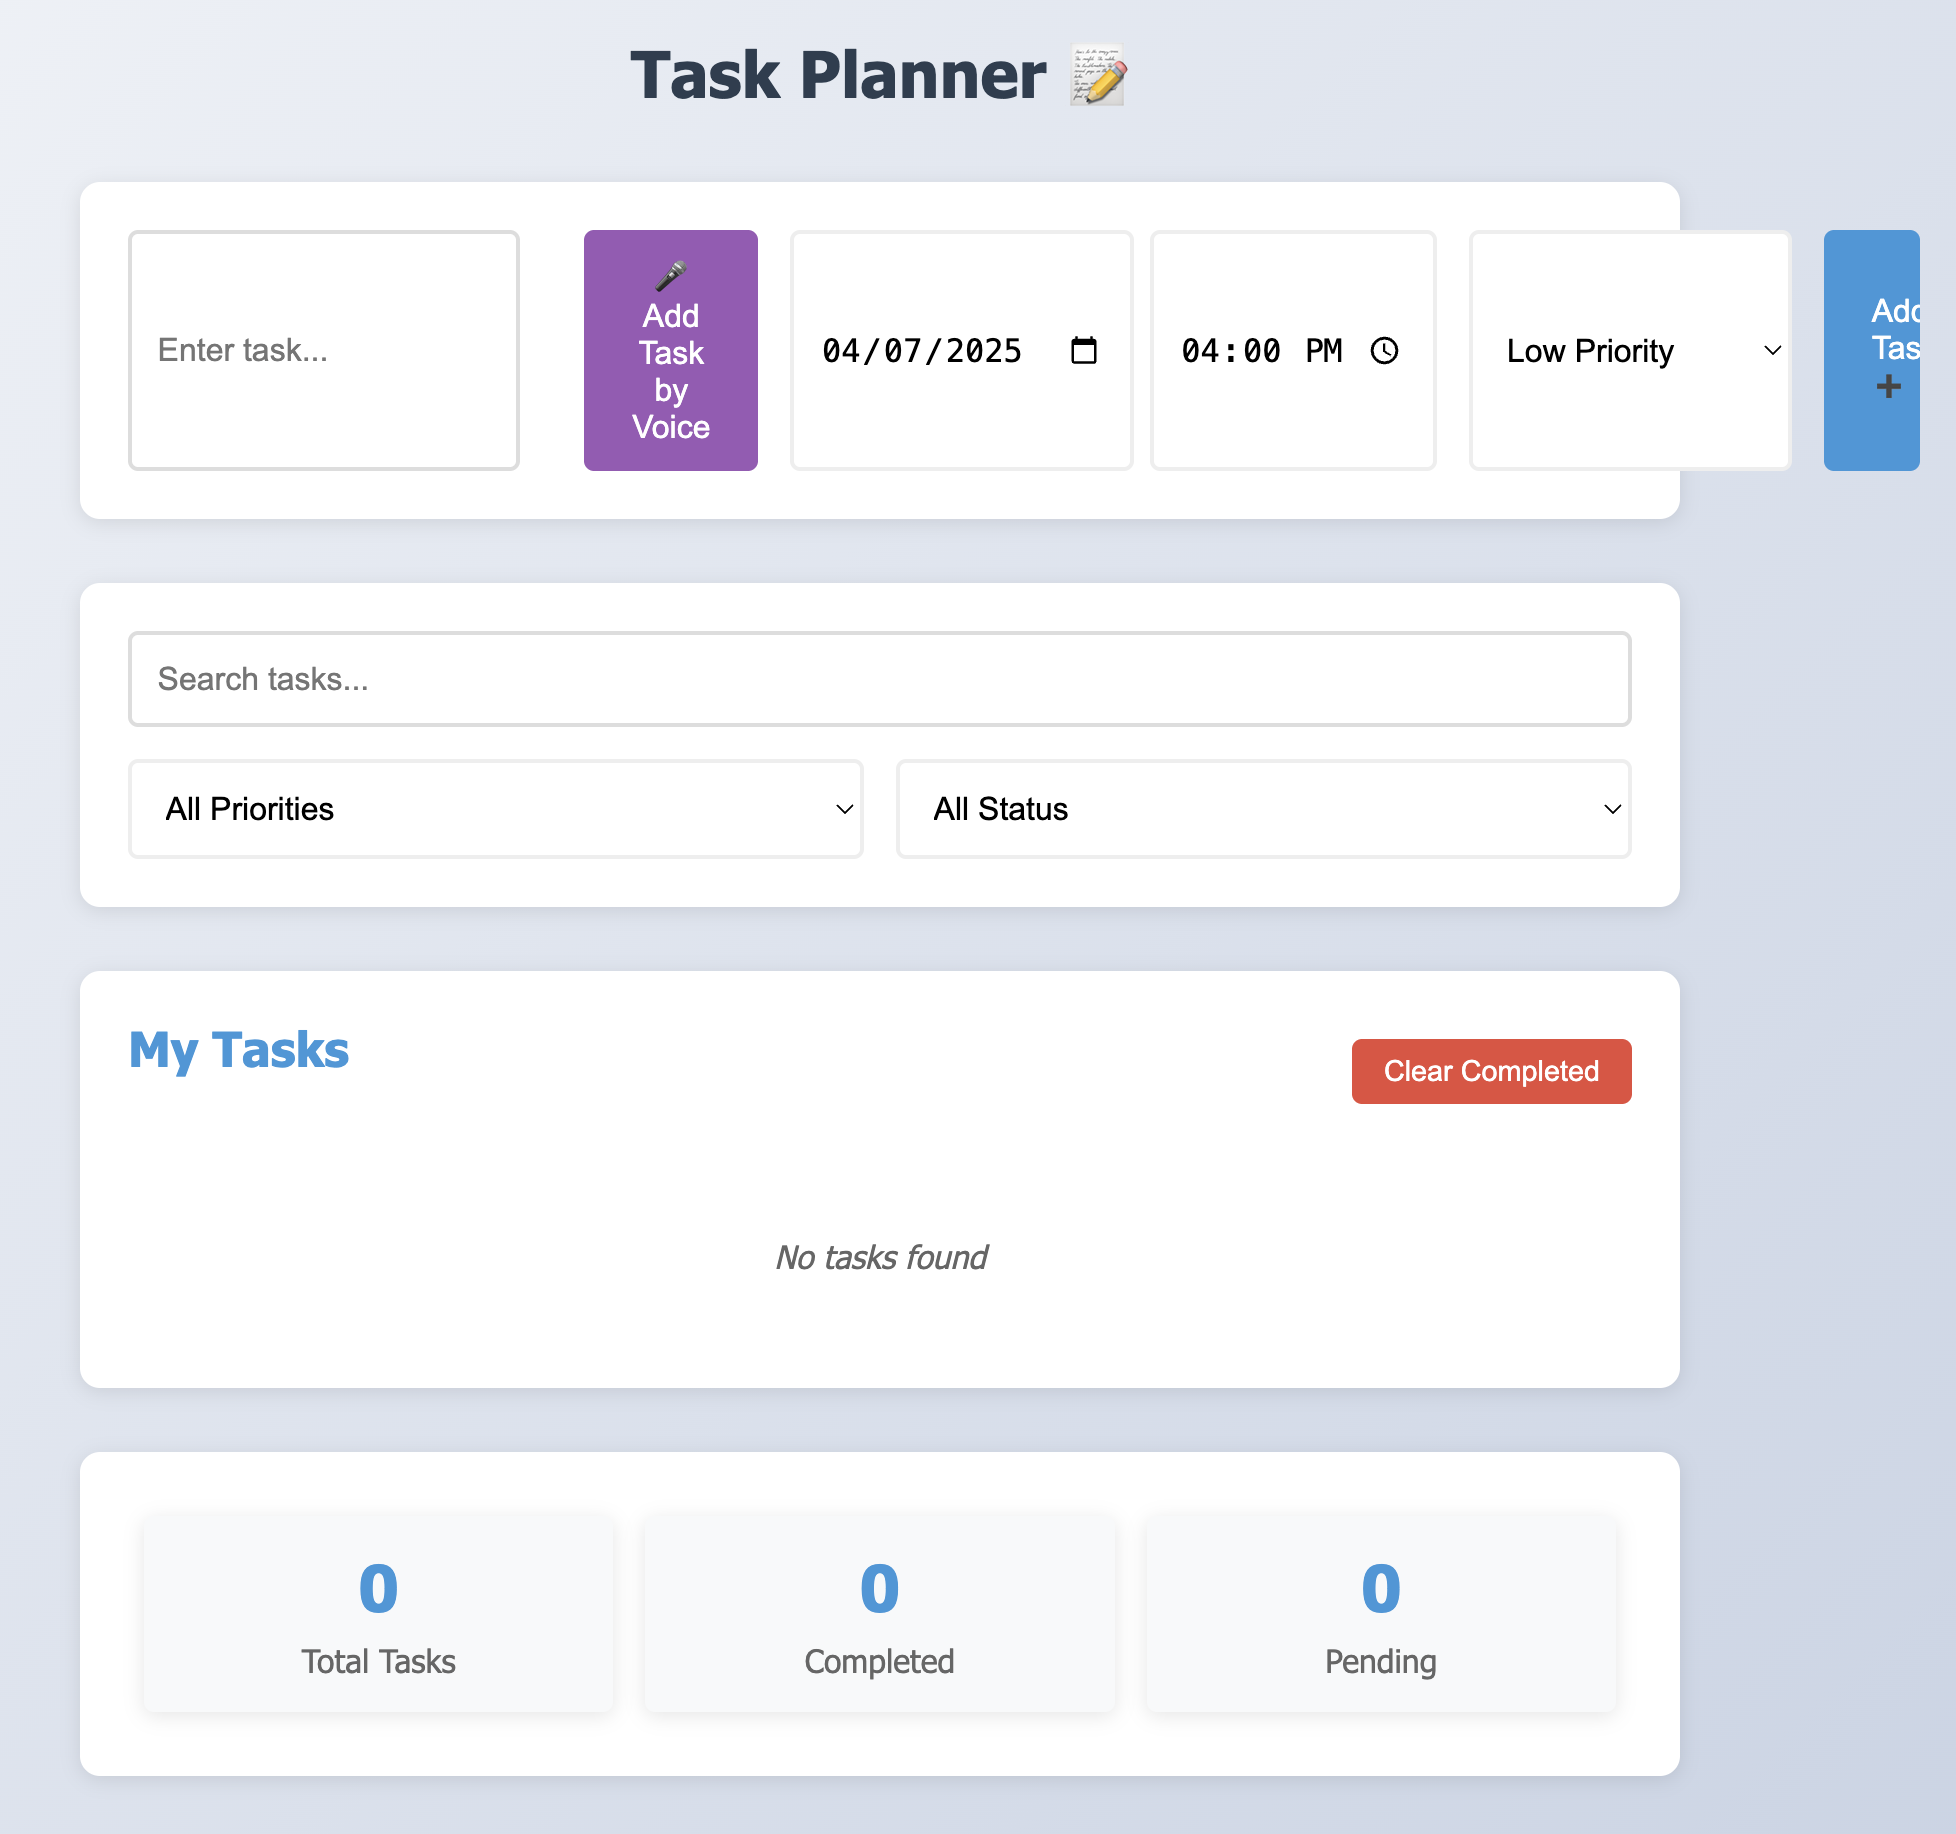 Task Planner
Enter task...
Add
Task
by
Voice
04/07/2025
04:00 PM
Low Priority
Add
Tas
Search tasks...
All Priorities
All Status
My Tasks
Clear Completed
No tasks found
0
Total Tasks
0
Completed
0
Pending